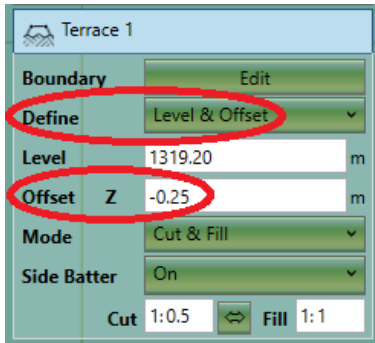 Terrace 1
Boundary Edit
Define Level & Offset
Level 1319.20 m
Offset Z -0.25 m
Mode Cut & Fill
Side Batter On
Cut 1:0.5 Fill 1:1